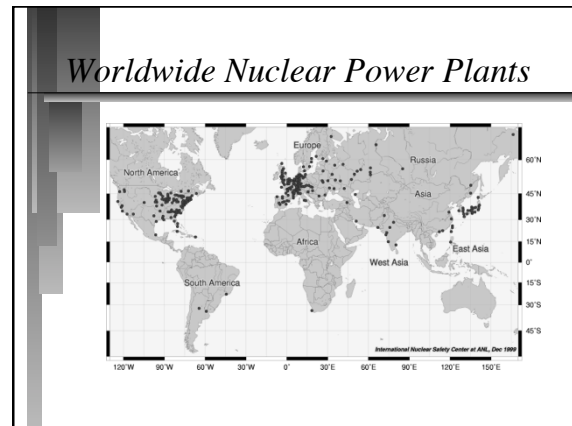 Worldwide Nuclear Power Plants
Europe
Russia
North America
Asia
Africa
East Asia
West Asia
South America
60°N
45°N
30°N
15°N
0°
15°S
30°S
45°S
International Nuclear Safety Center at ANL, Dec 1999
120°W 90°W 60°W 30°W 0° 30°E 60°E 90°E 120°E 150°E